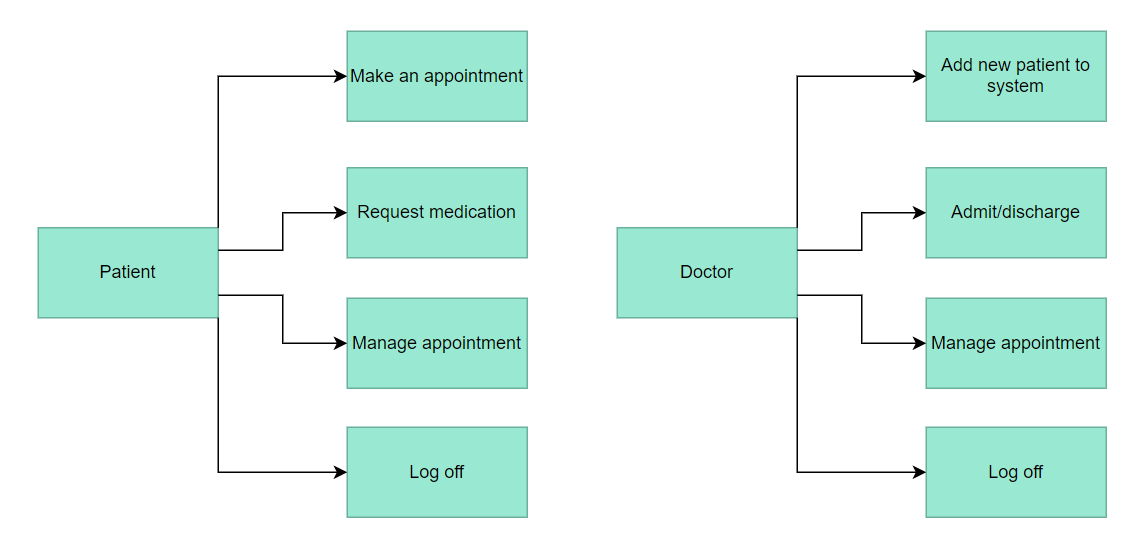 Make an appointment
Request medication
Patient
Manage appointment
Log off
Add new patient to
system
Admit/discharge
Doctor
Manage appointment
Log off